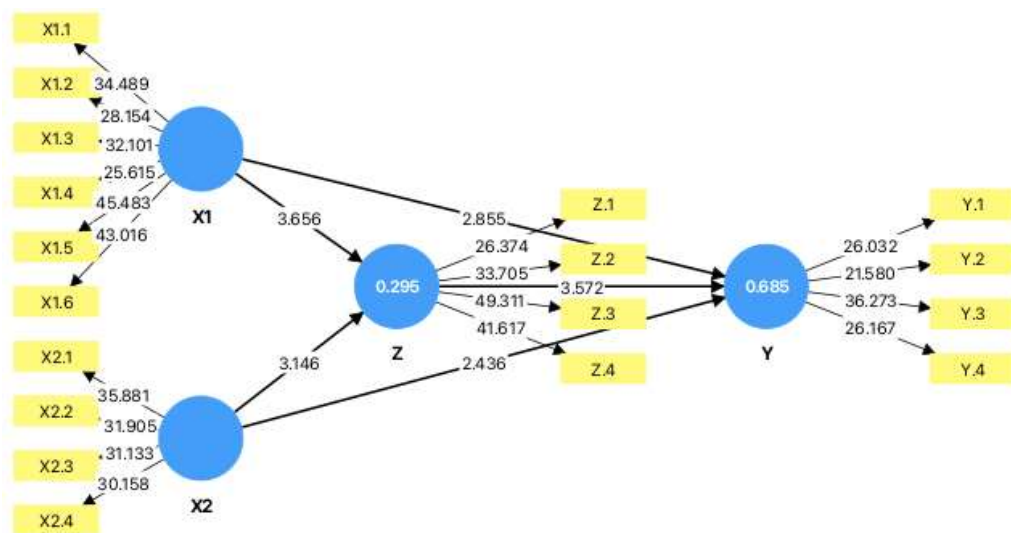 X1.1
34.489
X1.2
28.154
X1.3
32.101
25.615
X1.4
45.483
X1.5
43.016
X1.6
X1
3.656
2.855
Z.1
26.374
Z.2
33.705
3.572
49.311
Z.3
41.617
Z.4
0.295
Z
Y.1
26.032
Y.2
21.580
36.273
Y.3
26.167
Y.4
0.685
Y
X2.1
35.881
X2.2
31.905
31.133
X2.3
30.158
X2.4
X2
3.146
2.436